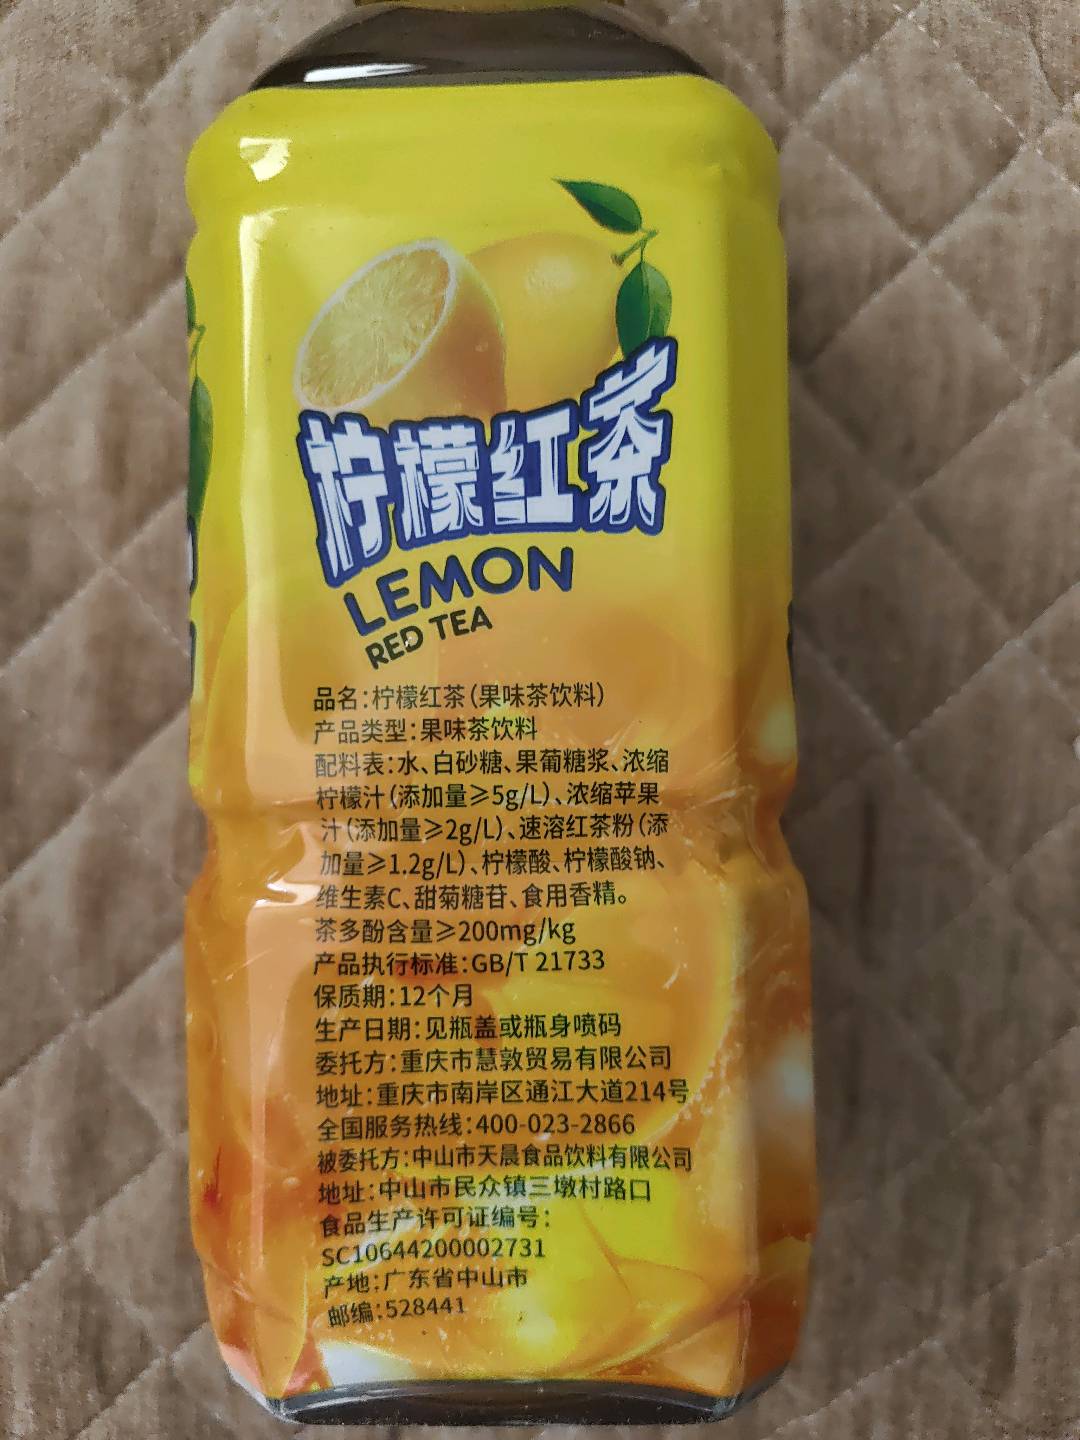 柠檬红茶
LEMON
RED TEA
品名:柠檬红茶(果味茶饮料)
产品类型:果味茶饮料
配料表:水、白砂糖、果葡糖浆、浓缩
柠檬汁(添加量≥5g/L)、浓缩苹果
汁(添加量≥2g/L)、速溶红茶粉(添
加量≥1.2g/L)、柠檬酸、柠檬酸钠、
维生素C、甜菊糖苷、食用香精。
茶多酚含量≥200mg/kg
产品执行标准:GB/T 21733
保质期:12个月
生产日期:见瓶盖或瓶身喷码
委托方:重庆市慧敦贸易有限公司
地址:重庆市南岸区通江大道214号
全国服务热线:400-023-2866
被委托方:中山市天晨食品饮料有限公司
地址:中山市民众镇三墩村路口
食品生产许可证编号:
SC10644200002731
产地:广东省中山市
邮编:528441